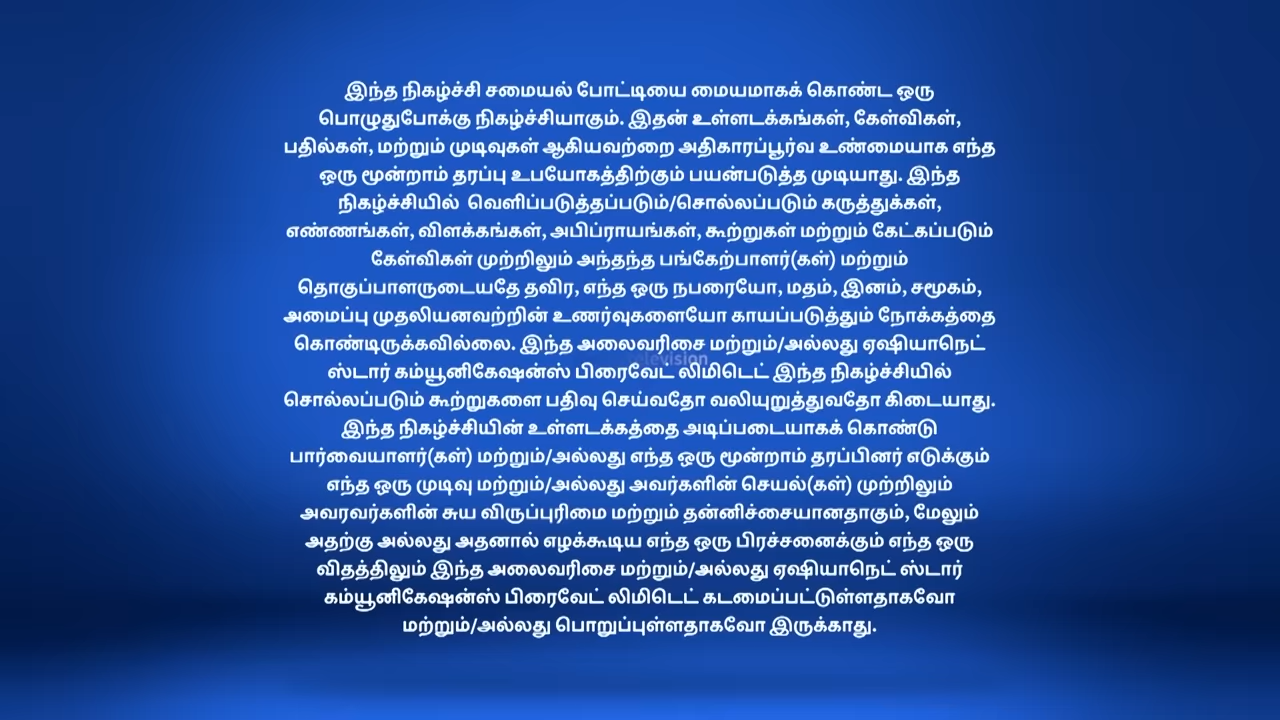 இந்த நிகழ்ச்சி சமையல் போட்டியை மையமாகக் கொண்ட ஒரு
பொழுதுபோக்கு நிகழ்ச்சியாகும். இதன் உள்ளடக்கங்கள், கேள்விகள்,
பதில்கள், மற்றும் முடிவுகள் ஆகியவற்றை அதிகாரப்பூர்வ உண்மையாக எந்த
ஒரு மூன்றாம் தரப்பு உபயோகத்திற்கும் பயன்படுத்த முடியாது. இந்த
நிகழ்ச்சியில் வெளிப்படுத்தப்படும்/சொல்லப்படும் கருத்துக்கள்,
எண்ணங்கள், விளக்கங்கள், அபிப்ராயங்கள், கூற்றுகள் மற்றும் கேட்கப்படும்
கேள்விகள் முற்றிலும் அந்தந்த பங்கேற்பாளர்(கள்) மற்றும்
தொகுப்பாளருடையதே தவிர, எந்த ஒரு நபரையோ, மதம், இனம், சமூகம்,
அமைப்பு முதலியனவற்றின் உணர்வுகளையோ காயப்படுத்தும் நோக்கத்தை
கொண்டிருக்கவில்லை. இந்த அலைவரிசை மற்றும்/அல்லது ஏஷியாநெட்
television
ஸ்டார் கம்யூனிகேஷன்ஸ் பிரைவேட் லிமிடெட் இந்த நிகழ்ச்சியில்
சொல்லப்படும் கூற்றுகளை பதிவு செய்வதோ வலியுறுத்துவதோ கிடையாது.
இந்த நிகழ்ச்சியின் உள்ளடக்கத்தை அடிப்படையாகக் கொண்டு
பார்வையாளர்(கள்) மற்றும்/அல்லது எந்த ஒரு மூன்றாம் தரப்பினர் எடுக்கும்
எந்த ஒரு முடிவு மற்றும்/அல்லது அவர்களின் செயல்(கள்) முற்றிலும்
அவரவர்களின் சுய விருப்புரிமை மற்றும் தன்னிச்சையானதாகும், மேலும்
அதற்கு அல்லது அதனால் எழக்கூடிய எந்த ஒரு பிரச்சனைக்கும் எந்த ஒரு
விதத்திலும் இந்த அலைவரிசை மற்றும்/அல்லது ஏஷியாநெட் ஸ்டார்
கம்யூனிகேஷன்ஸ் பிரைவேட் லிமிடெட் கடமைப்பட்டுள்ளதாகவோ
மற்றும்/அல்லது பொறுப்புள்ளதாகவோ இருக்காது.